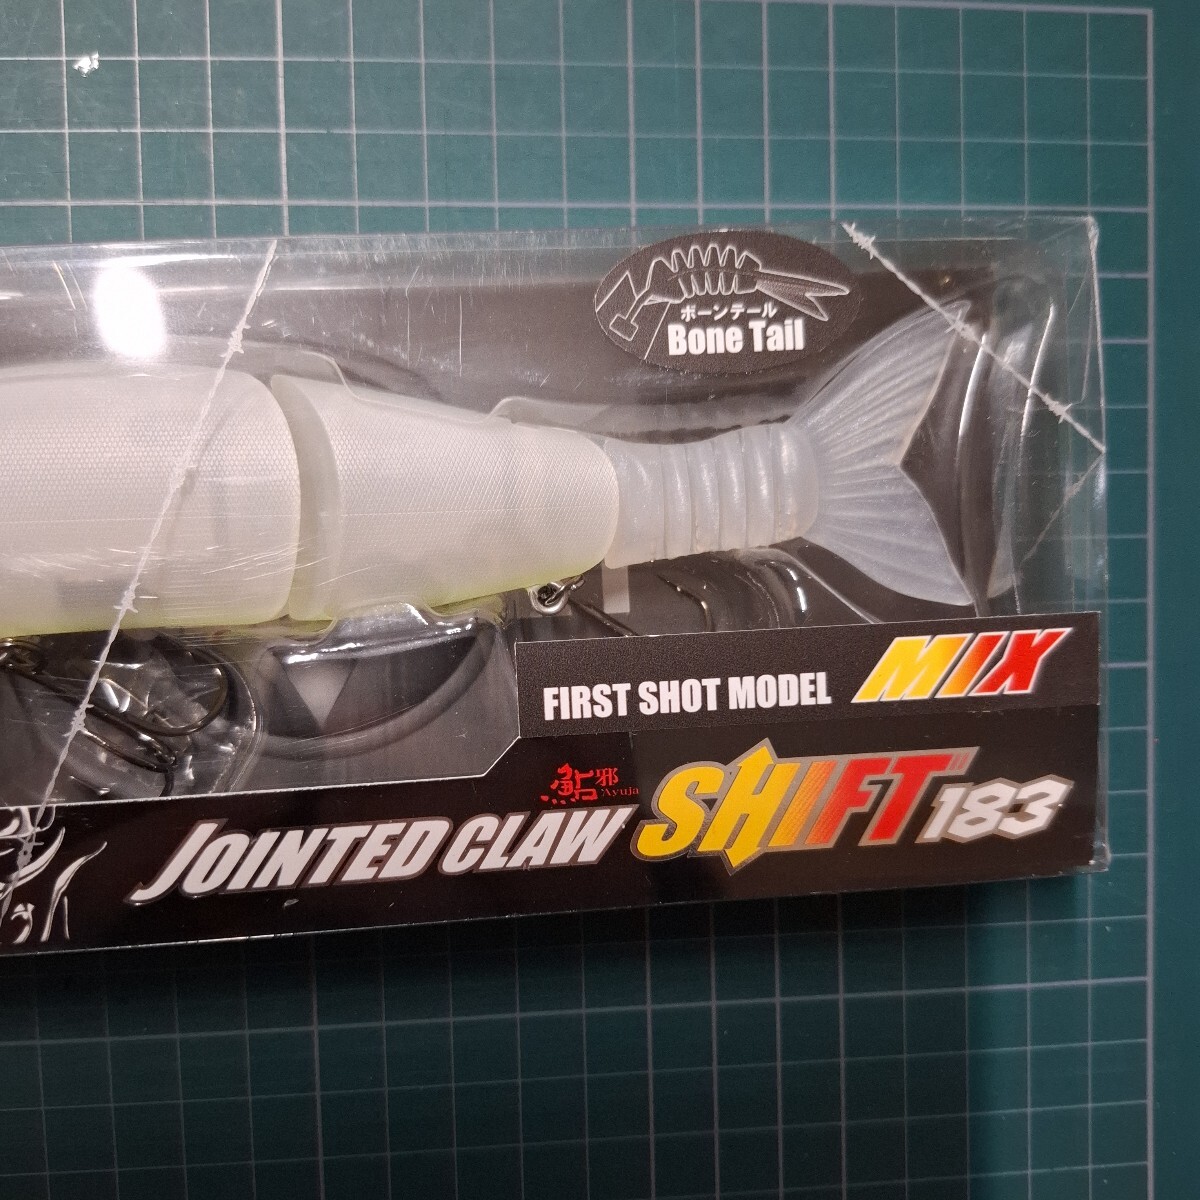 ボーンテール
Bone Tail
FIRST SHOT MODEL MIX
鮎邪
Ayuja
JOINTED CLAW SHIFT 183